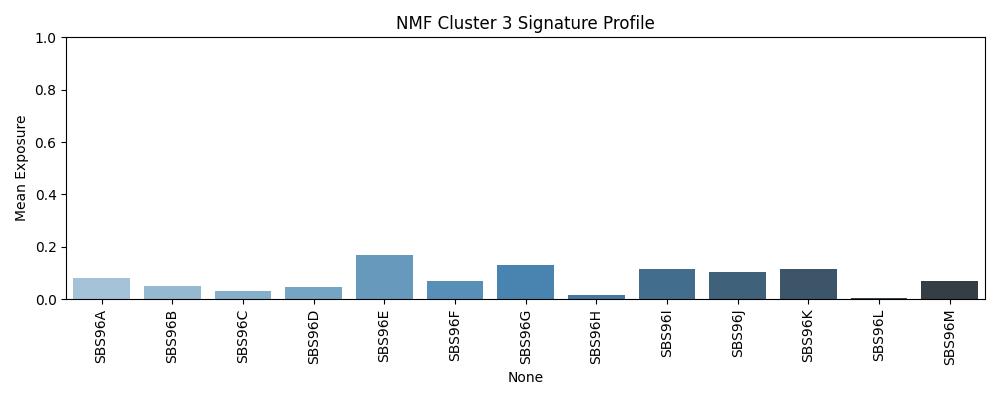 NMF Cluster 3 Signature Profile
1.0
0.8
0.6
0.4
0.2
0.0
Mean Exposure
SBS96A
SBS96B
SBS96C
SBS96D
SBS96E
SBS96F
SBS96G
SBS96H
SBS96I
SBS96J
SBS96K
SBS96L
SBS96M
None